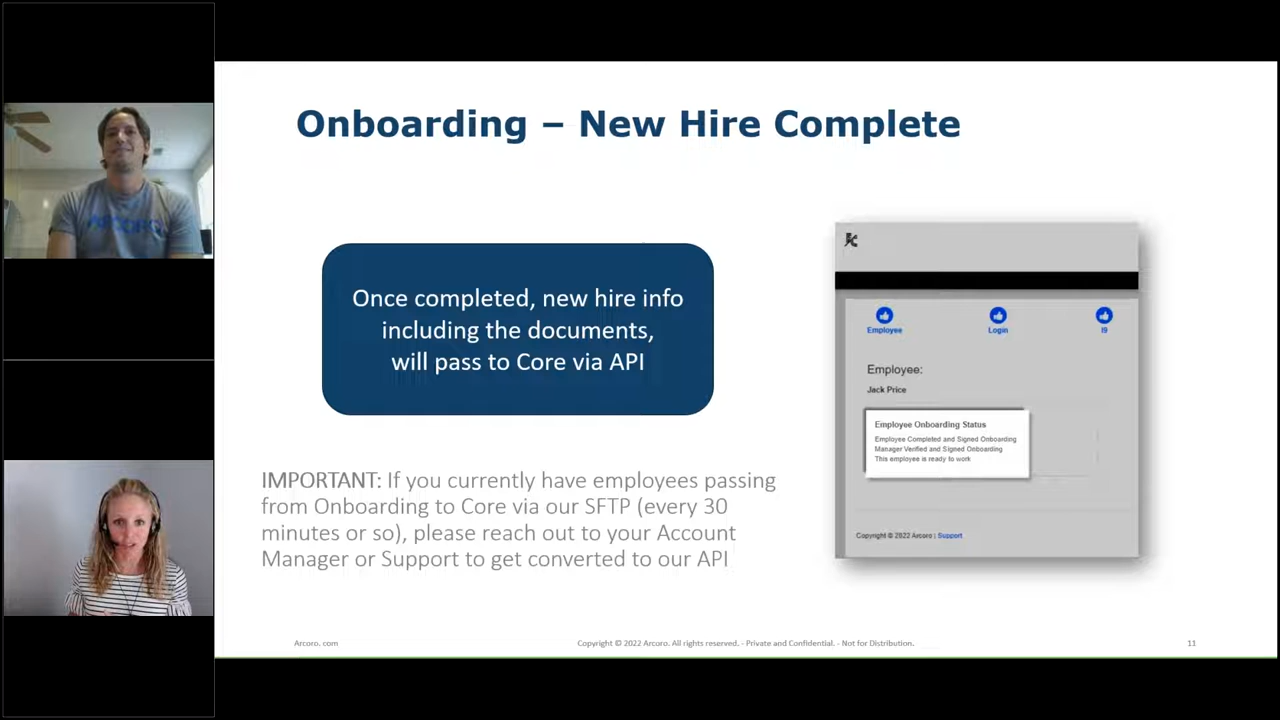 Onboarding – New Hire Complete
Once completed, new hire info
including the documents,
will pass to Core via API
IMPORTANT: If you currently have employees passing
from Onboarding to Core via our SFTP (every 30
minutes or so), please reach out to your Account
Manager or Support to get converted to our API
Employee
Login
I9
Employee:
Jack Price
Employee Onboarding Status
Employee Completed and Signed Onboarding
Manager Verified and Signed Onboarding
This employee is ready to work
Copyright © 2022 Arcoro | Support
Arcoro. com
Copyright © 2022 Arcoro. All rights reserved. - Private and Confidential. - Not for Distribution.
11
ARCORO